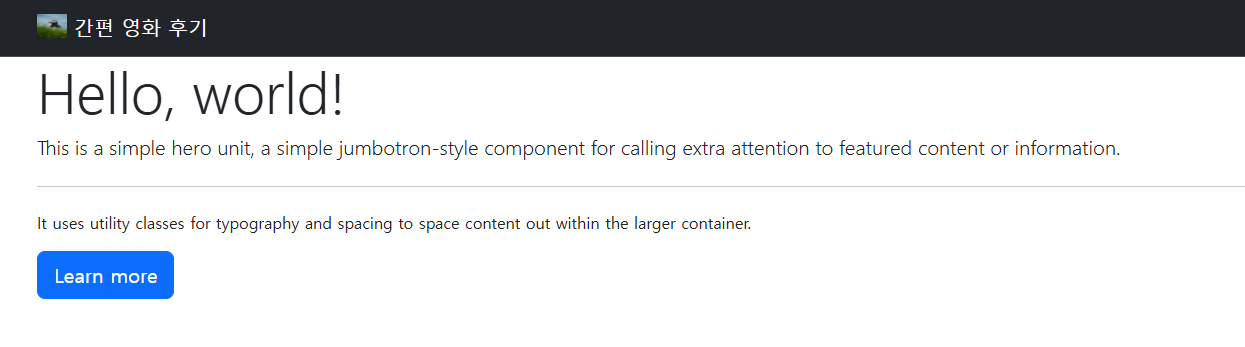 간편 영화 후기
Hello, world!
This is a simple hero unit, a simple jumbotron-style component for calling extra attention to featured content or information.
It uses utility classes for typography and spacing to space content out within the larger container.
Learn more